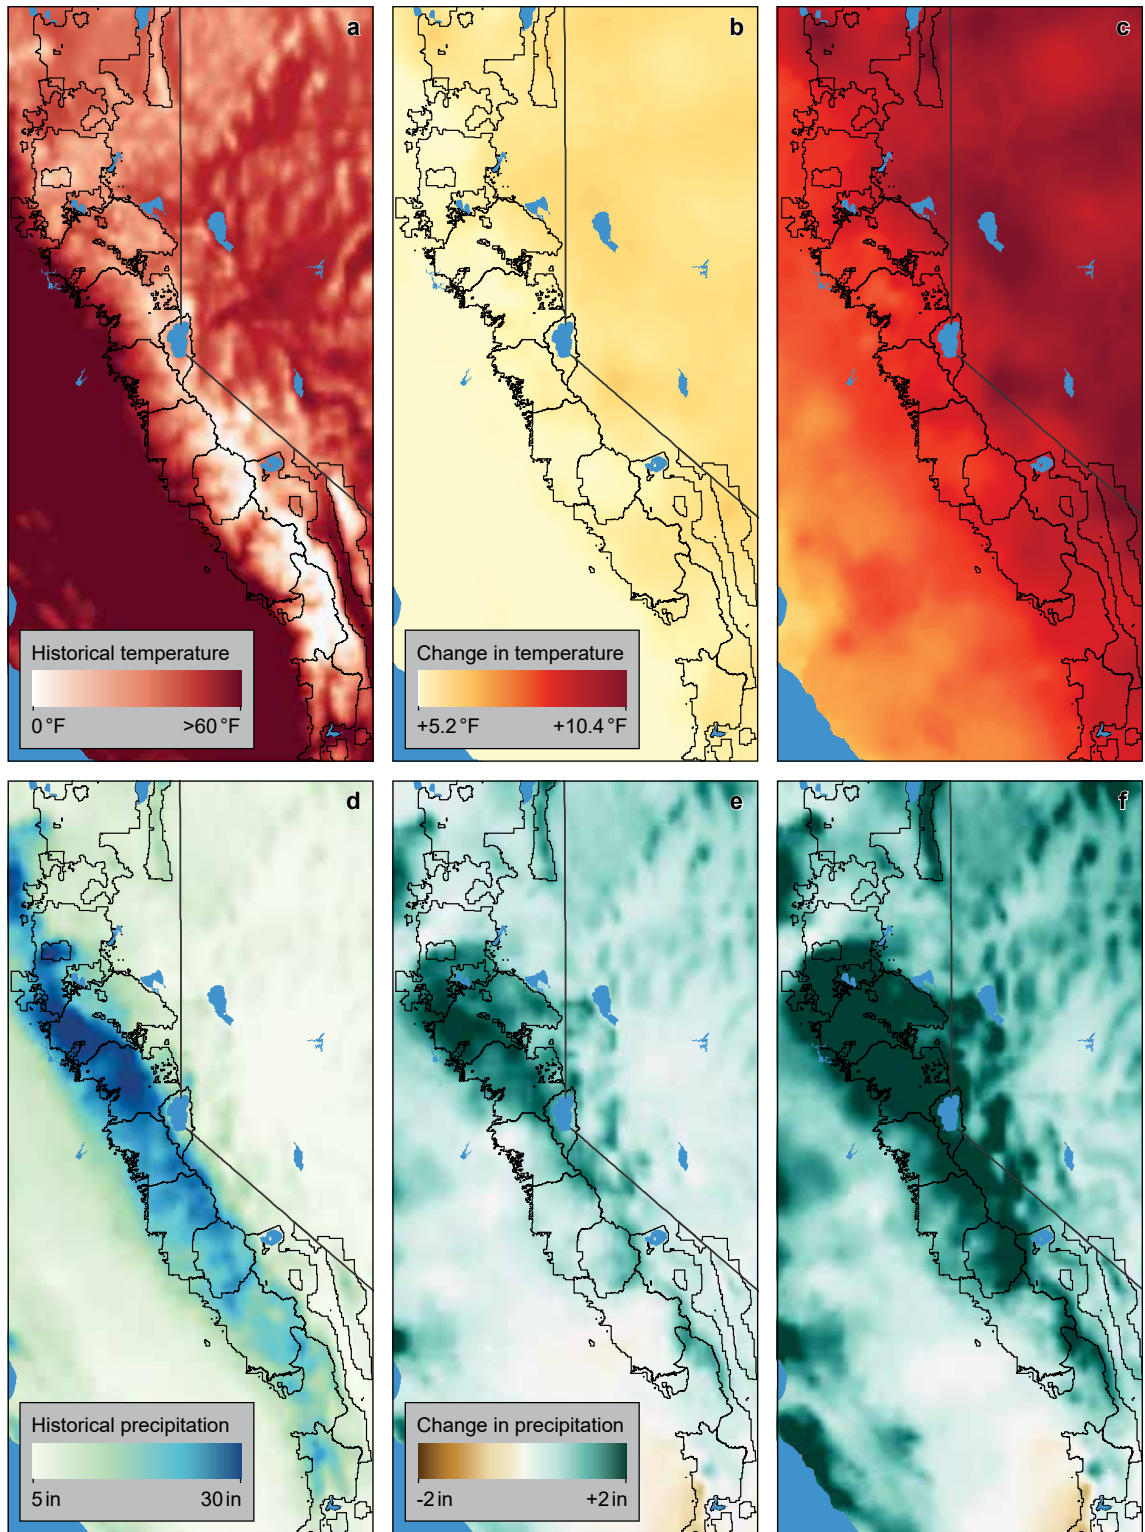 a
b
c
Historical temperature
0 °F >60 °F
Change in temperature
+5.2 °F +10.4 °F
d
e
f
Historical precipitation
5 in 30 in
Change in precipitation
-2 in +2 in